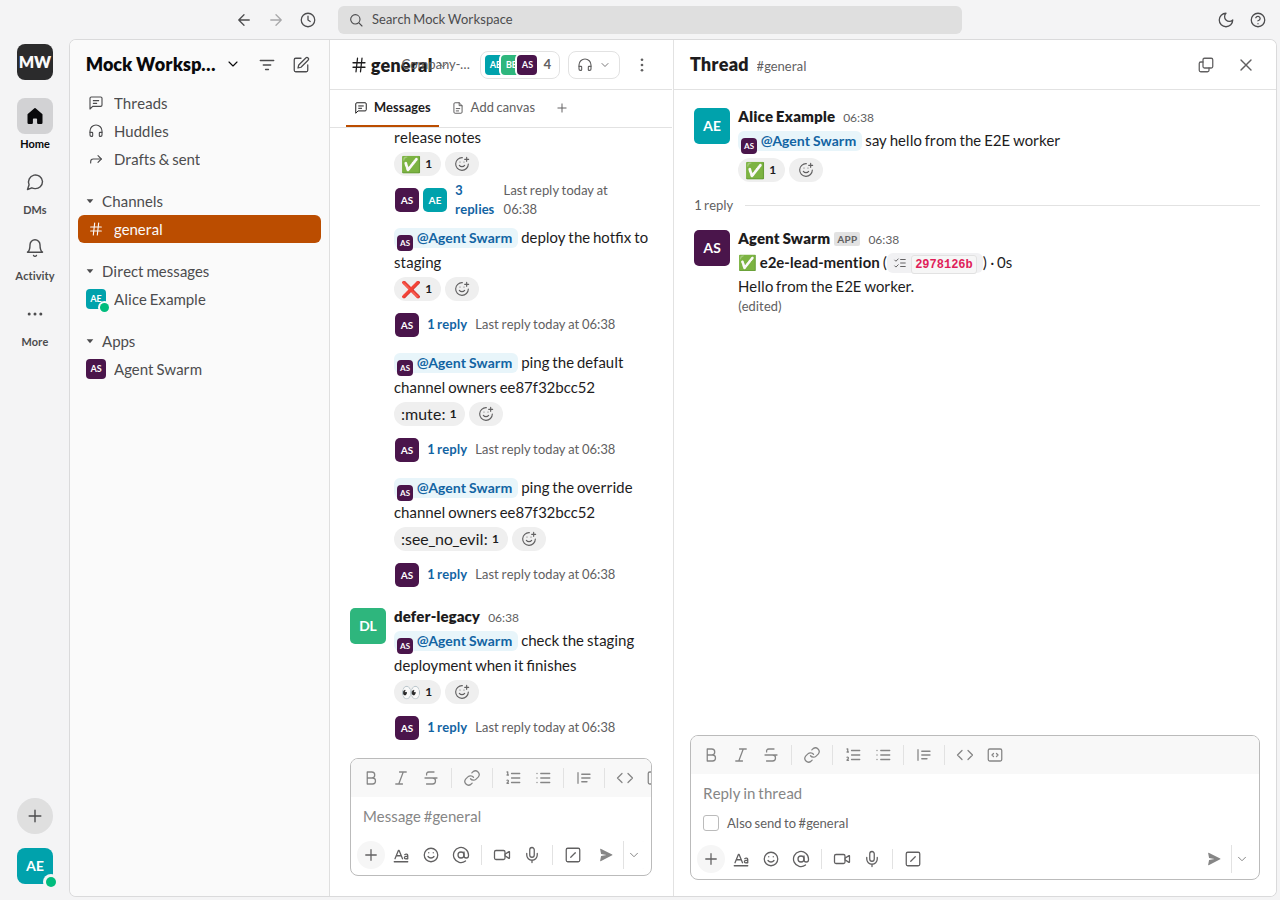 Search Mock Workspace
MW
Home
DMs
Activity
More
AE
Mock Worksp...
Threads
Huddles
Drafts & sent
Channels
# general
Direct messages
AE Alice Example
Apps
AS Agent Swarm
# general
AS 4
Messages
Add canvas
release notes
✅ 1
AS AE 3 replies Last reply today at 06:38
AS @Agent Swarm deploy the hotfix to
staging
❌ 1
AS 1 reply Last reply today at 06:38
AS @Agent Swarm ping the default
channel owners ee87f32bcc52
:mute: 1
AS 1 reply Last reply today at 06:38
AS @Agent Swarm ping the override
channel owners ee87f32bcc52
:see_no_evil: 1
AS 1 reply Last reply today at 06:38
DL defer-legacy 06:38
AS @Agent Swarm check the staging
deployment when it finishes
👀 1
AS 1 reply Last reply today at 06:38
Message #general
Aa
Thread #general
AE Alice Example 06:38
AS @Agent Swarm say hello from the E2E worker
✅ 1
1 reply
AS Agent Swarm APP 06:38
✅ e2e-lead-mention ( 2978126b ) · 0s
Hello from the E2E worker.
(edited)
Reply in thread
Also send to #general
Aa